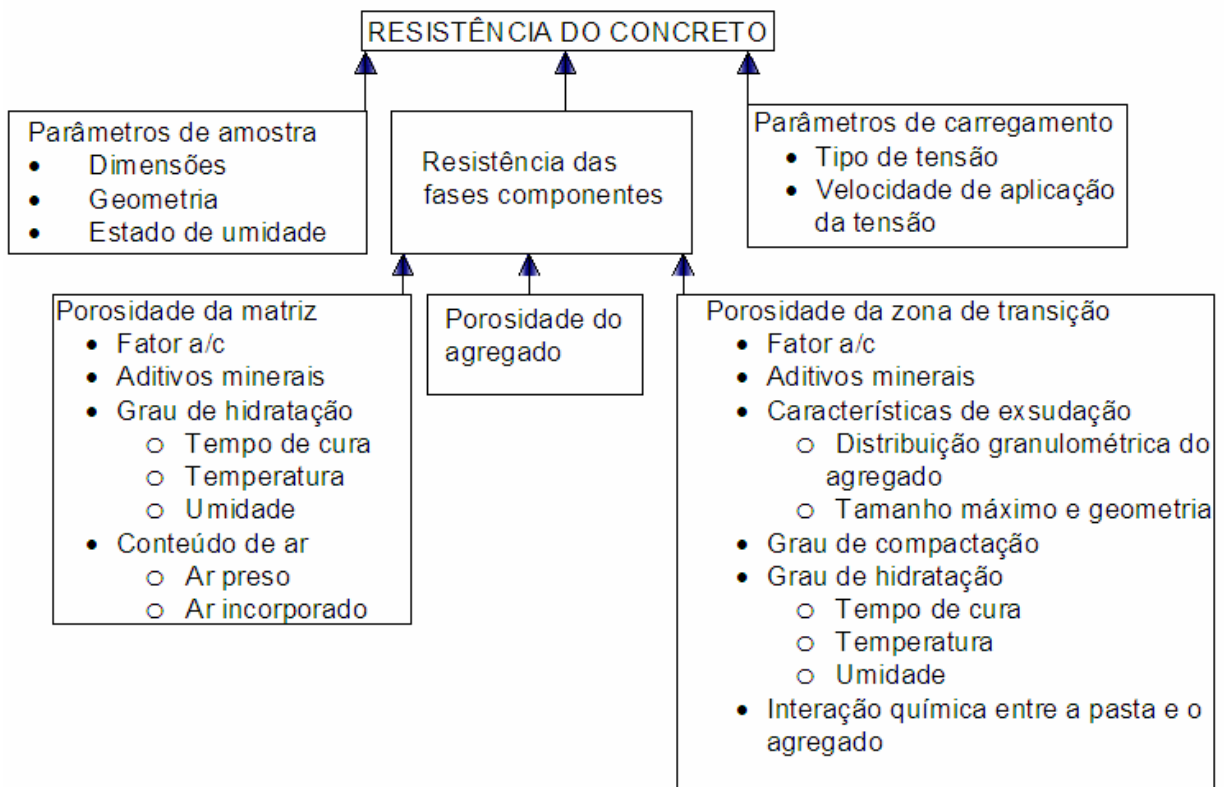 RESISTÊNCIA DO CONCRETO
Parâmetros de amostra
• Dimensões
• Geometria
• Estado de umidade
Resistência das
fases componentes
Parâmetros de carregamento
• Tipo de tensão
• Velocidade de aplicação
da tensão
Porosidade da matriz
• Fator a/c
• Aditivos minerais
• Grau de hidratação
o Tempo de cura
o Temperatura
o Umidade
• Conteúdo de ar
o Ar preso
o Ar incorporado
Porosidade do
agregado
Porosidade da zona de transição
• Fator a/c
• Aditivos minerais
• Características de exsudação
o Distribuição granulométrica do
agregado
o Tamanho máximo e geometria
• Grau de compactação
• Grau de hidratação
o Tempo de cura
o Temperatura
o Umidade
• Interação química entre a pasta e o
agregado